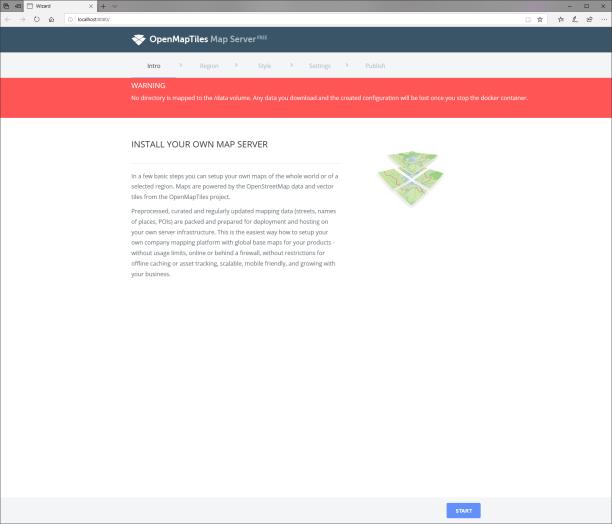 Wizard
localhost:8080/
OpenMapTiles Map Server FREE
Intro > Region > Style > Settings > Publish
WARNING
No directory is mapped to the /data volume. Any data you download and the created configuration will be lost once you stop the docker container.
INSTALL YOUR OWN MAP SERVER
In a few basic steps you can setup your own maps of the whole world or of a
selected region. Maps are powered by the OpenStreetMap data and vector
tiles from the OpenMapTiles project.
Preprocessed, curated and regularly updated mapping data (streets, names
of places, POIs) are packed and prepared for deployment and hosting on
your own server infrastructure. This is the easiest way how to setup your
own company mapping platform with global base maps for your products -
without usage limits, online or behind a firewall, without restrictions for
offline caching or asset tracking, scalable, mobile friendly, and growing with
your business.
START